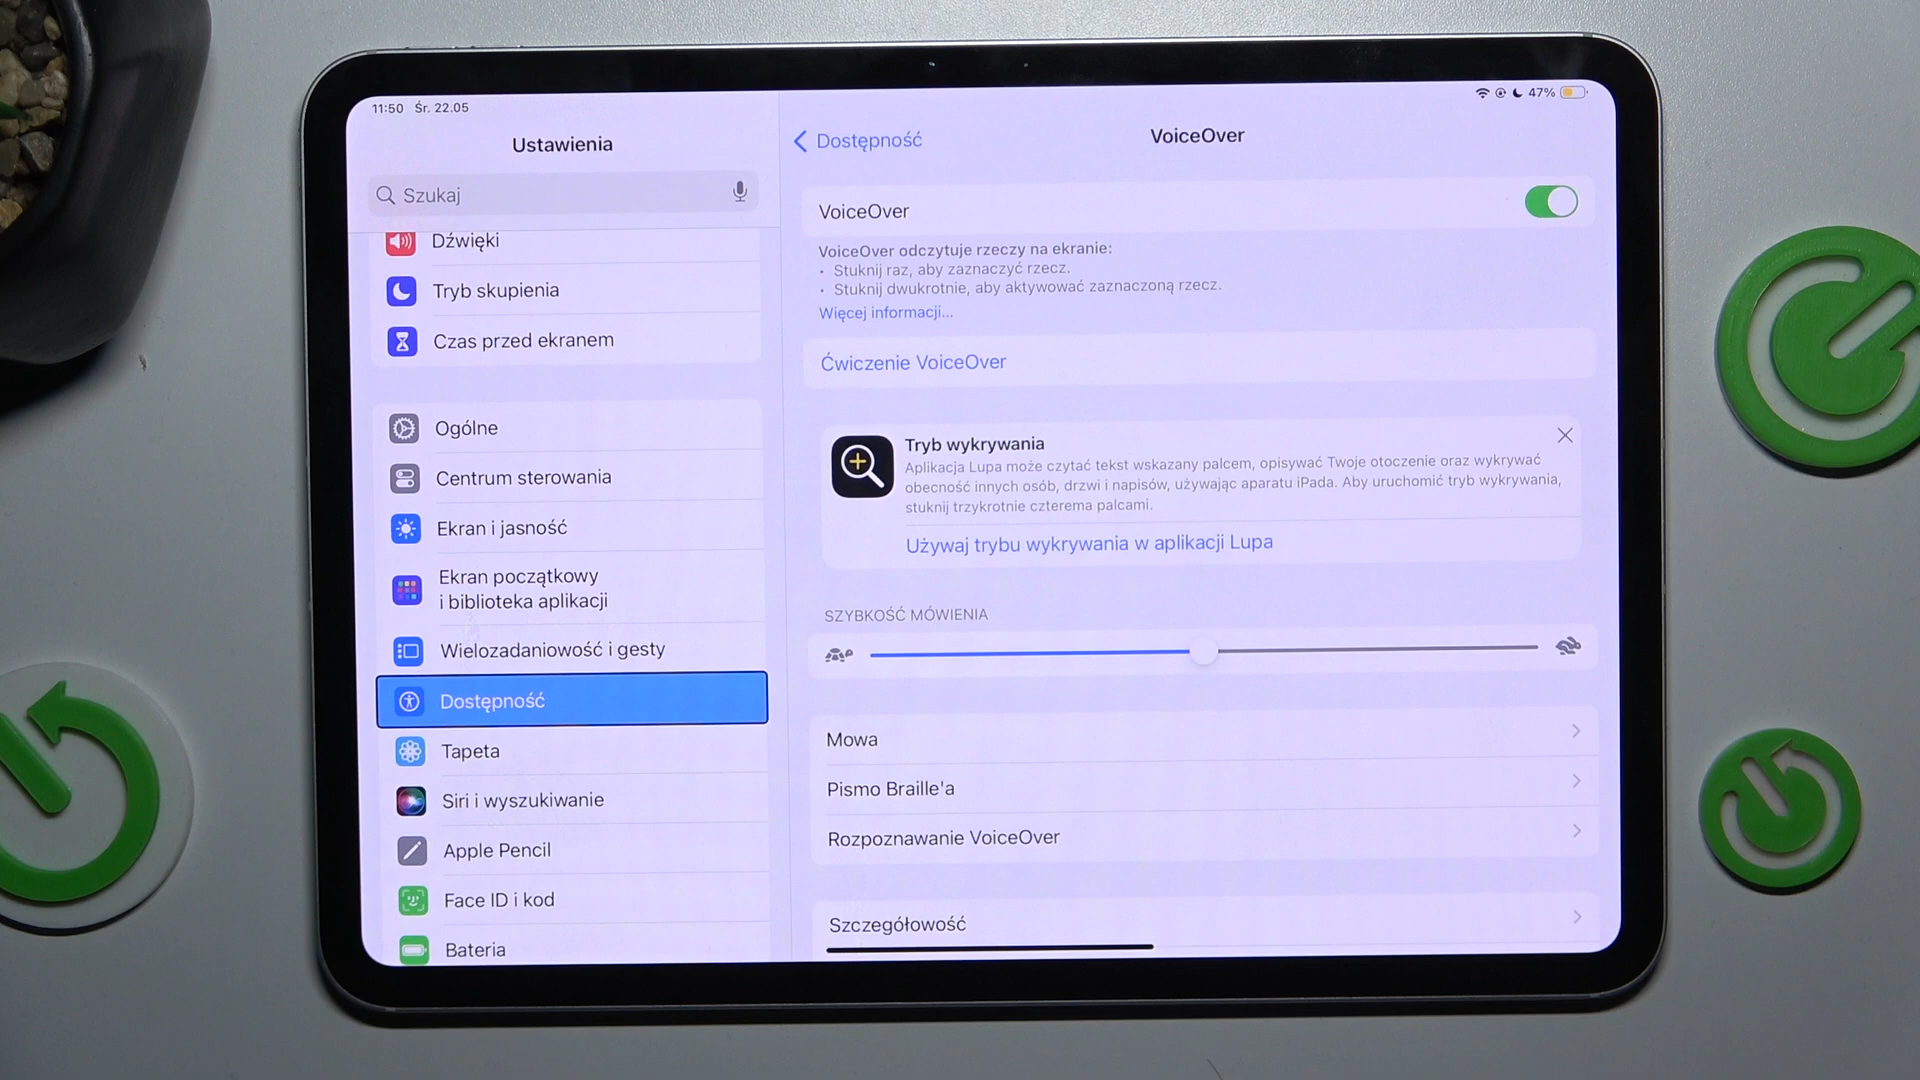 11:50 Śr. 22.05
47%
Ustawienia
Szukaj
Dźwięki
Tryb skupienia
Czas przed ekranem
Ogólne
Centrum sterowania
Ekran i jasność
Ekran początkowy
i biblioteka aplikacji
Wielozadaniowość i gesty
Dostępność
Tapeta
Siri i wyszukiwanie
Apple Pencil
Face ID i kod
Bateria
Dostępność
VoiceOver
VoiceOver
VoiceOver odczytuje rzeczy na ekranie:
• Stuknij raz, aby zaznaczyć rzecz.
• Stuknij dwukrotnie, aby aktywować zaznaczoną rzecz.
Więcej informacji...
Ćwiczenie VoiceOver
Tryb wykrywania
Aplikacja Lupa może czytać tekst wskazany palcem, opisywać Twoje otoczenie oraz wykrywać
obecność innych osób, drzwi i napisów, używając aparatu iPada. Aby uruchomić tryb wykrywania,
stuknij trzykrotnie czterema palcami.
Używaj trybu wykrywania w aplikacji Lupa
SZYBKOŚĆ MÓWIENIA
Mowa
Pismo Braille'a
Rozpoznawanie VoiceOver
Szczegółowość